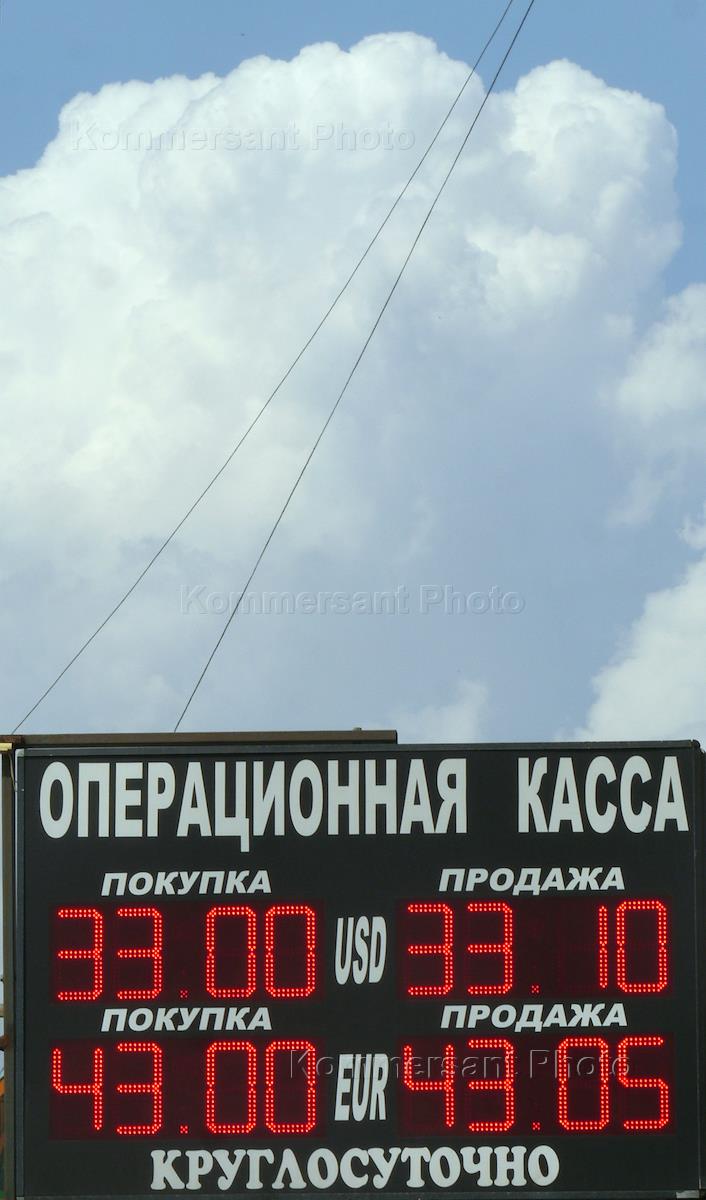 Kommersant Photo
Kommersant Photo
ОПЕРАЦИОННАЯ КАССА
ПОКУПКА ПРОДАЖА
33.00 USD 33.10
ПОКУПКА ПРОДАЖА
43.00 EUR 43.05
Kommersant Photo
КРУГЛОСУТОЧНО